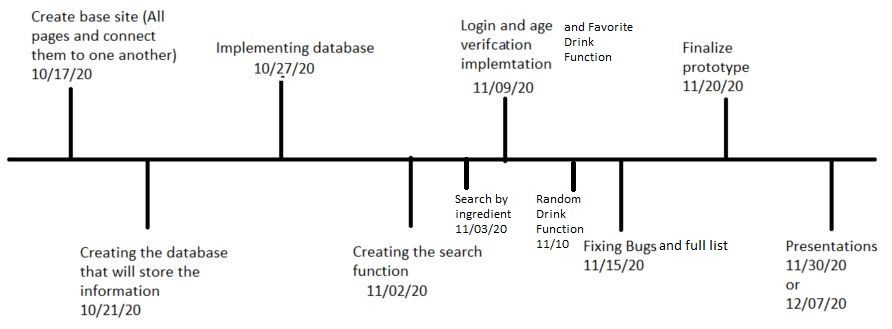 Create base site (All
pages and connect
them to one another)
10/17/20
Implementing database
10/27/20
Login and age
verifcation
implemtation
11/09/20
and Favorite
Drink
Function
Finalize
prototype
11/20/20
Creating the database
that will store the
information
10/21/20
Creating the search
function
11/02/20
Search by
ingredient
11/03/20
Random
Drink
Function
11/10
Fixing Bugs and full list
11/15/20
Presentations
11/30/20
or
12/07/20